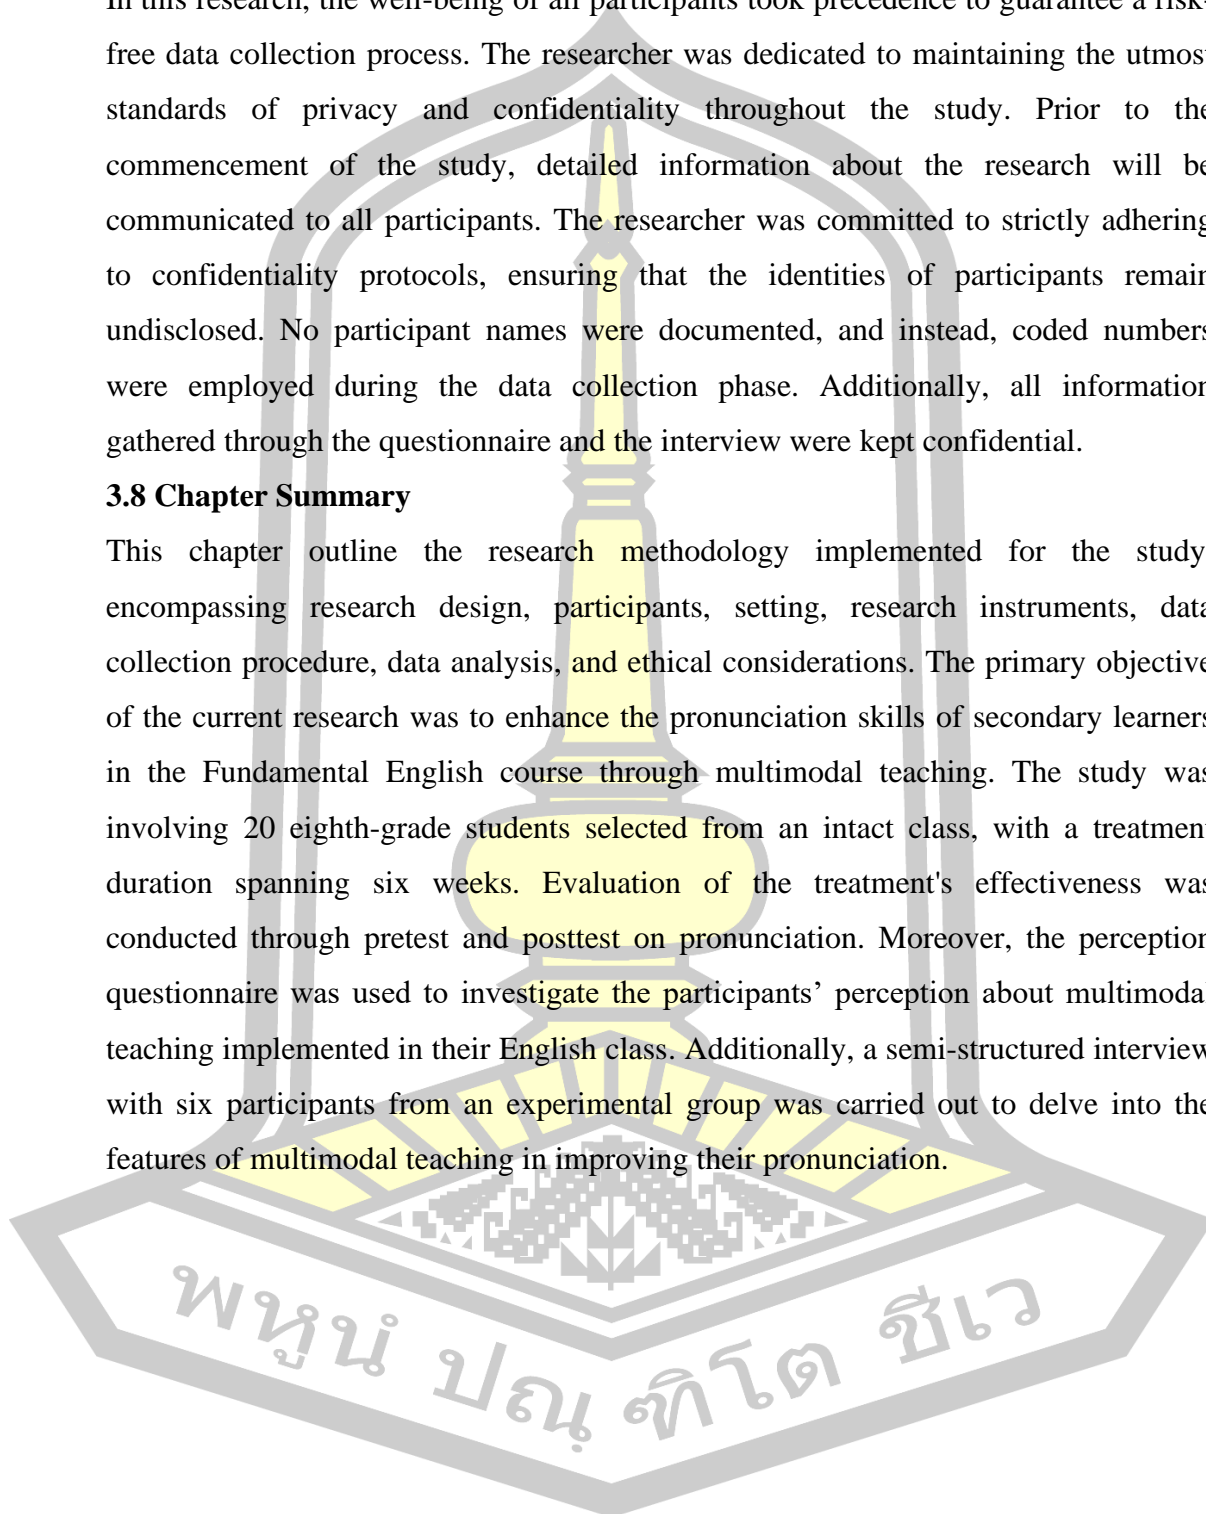 In this research, the well-being of all participants took precedence to guarantee a risk-
free data collection process. The researcher was dedicated to maintaining the utmost
standards of privacy and confidentiality throughout the study. Prior to the
commencement of the study, detailed information about the research will be
communicated to all participants. The researcher was committed to strictly adhering
to confidentiality protocols, ensuring that the identities of participants remain
undisclosed. No participant names were documented, and instead, coded numbers
were employed during the data collection phase. Additionally, all information
gathered through the questionnaire and the interview were kept confidential.
3.8 Chapter Summary
This chapter outline the research methodology implemented for the study,
encompassing research design, participants, setting, research instruments, data
collection procedure, data analysis, and ethical considerations. The primary objective
of the current research was to enhance the pronunciation skills of secondary learners
in the Fundamental English course through multimodal teaching. The study was
involving 20 eighth-grade students selected from an intact class, with a treatment
duration spanning six weeks. Evaluation of the treatment's effectiveness was
conducted through pretest and posttest on pronunciation. Moreover, the perception
questionnaire was used to investigate the participants’ perception about multimodal
teaching implemented in their English class. Additionally, a semi-structured interview
with six participants from an experimental group was carried out to delve into the
features of multimodal teaching in improving their pronunciation.
พหูนํ ปณฺฑิโต ชีเว